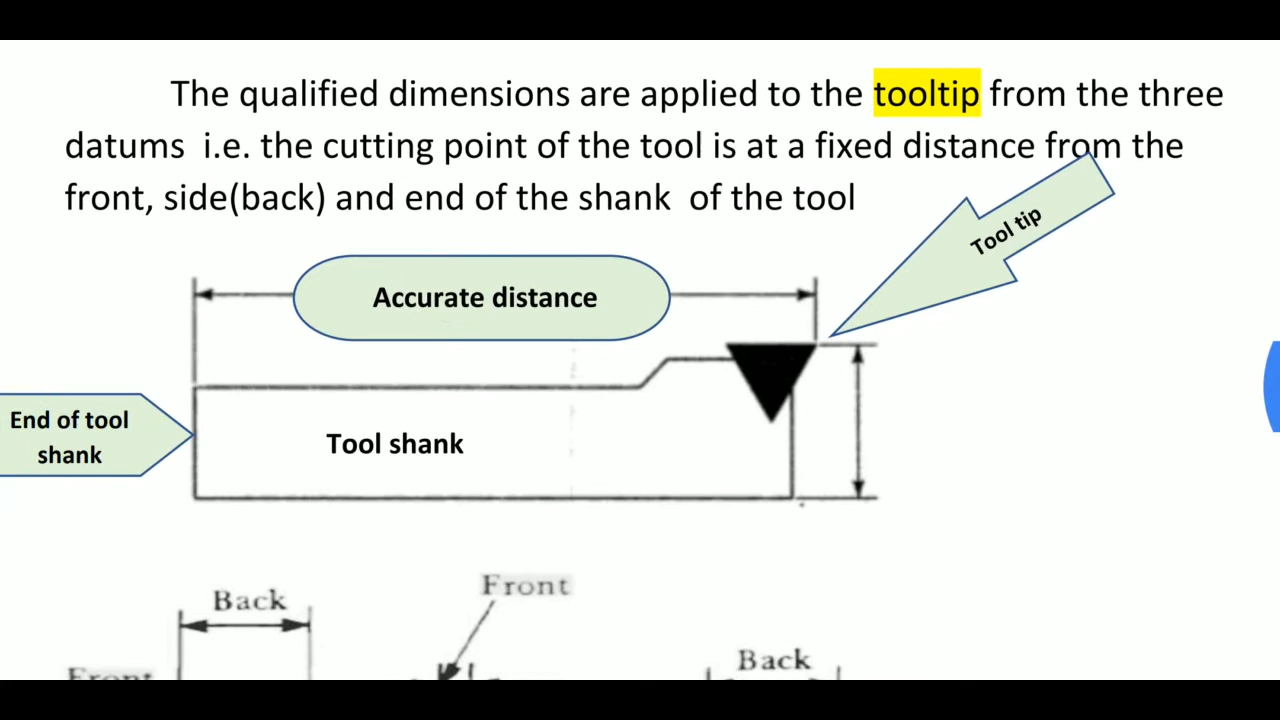 The qualified dimensions are applied to the tooltip from the three
datums i.e. the cutting point of the tool is at a fixed distance from the
front, side(back) and end of the shank of the tool
Tool tip
Accurate distance
End of tool
shank
Tool shank
Front
Back
Back
Front